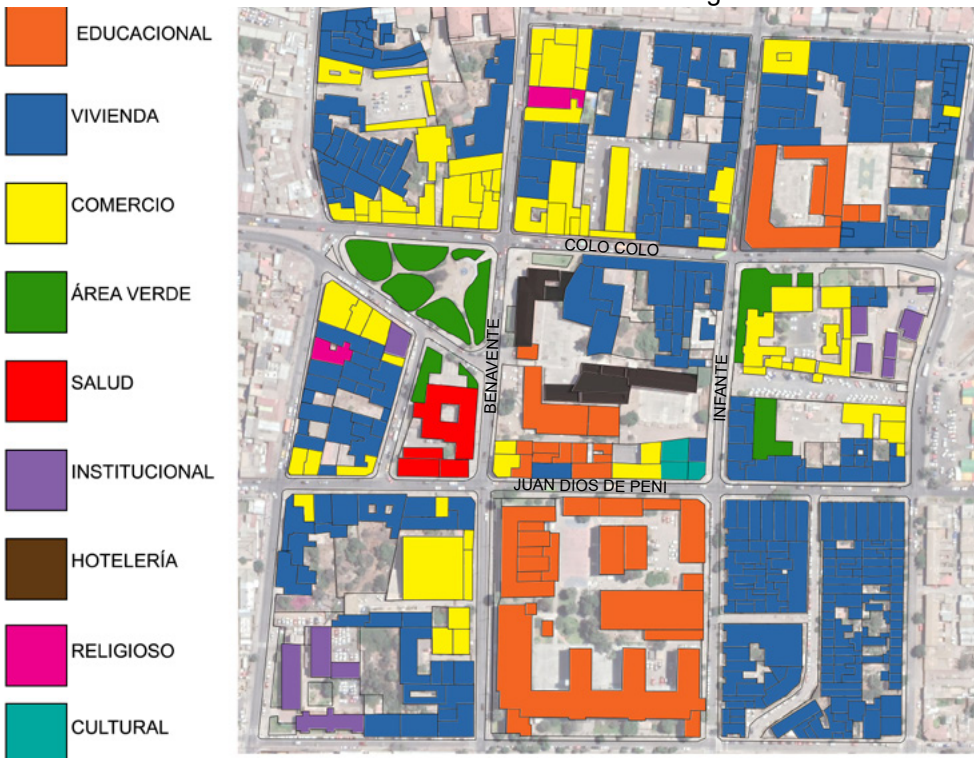 EDUCACIONAL
VIVIENDA
COMERCIO
ÁREA VERDE
SALUD
INSTITUCIONAL
HOTELERÍA
RELIGIOSO
CULTURAL
COLO COLO
BENAVENTE
INFANTE
JUAN DIOS DE PENI